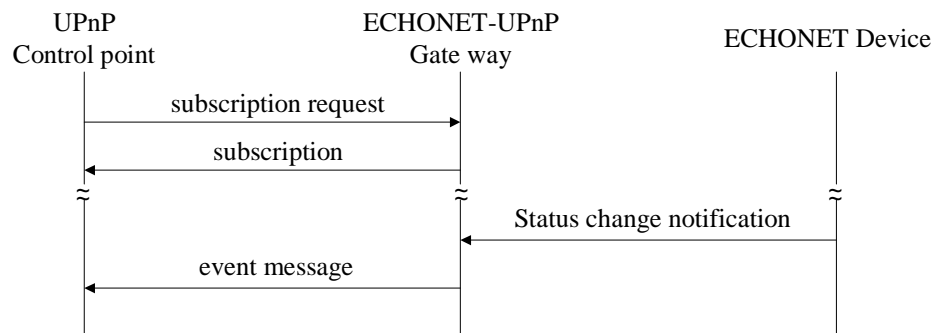 UPnP
Control point
ECHONET-UPnP
Gate way
ECHONET Device
subscription request
subscription
≈ ≈ ≈
Status change notification
event message